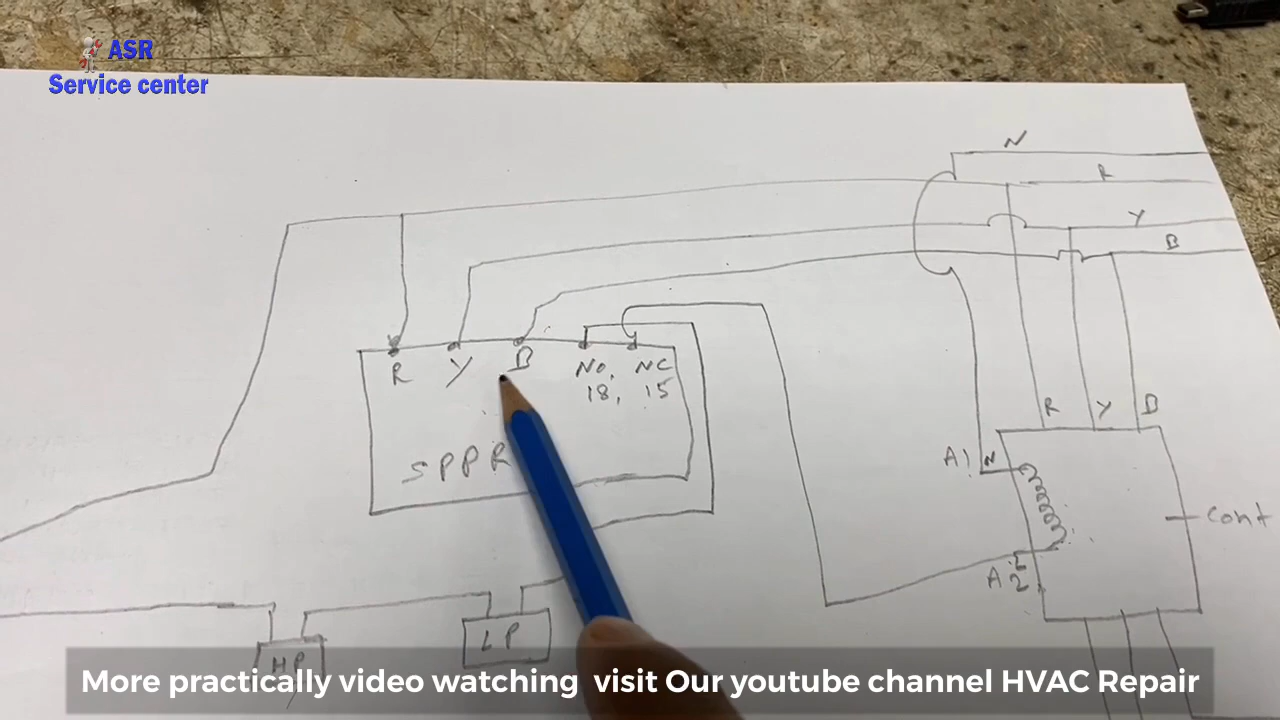 ASR
Service center
N
R
Y
B
R Y B NO, NC
18, 15
SPPR
R Y B
A1 N
Cont
A2
HP
LP
More practically video watching visit Our youtube channel HVAC Repair